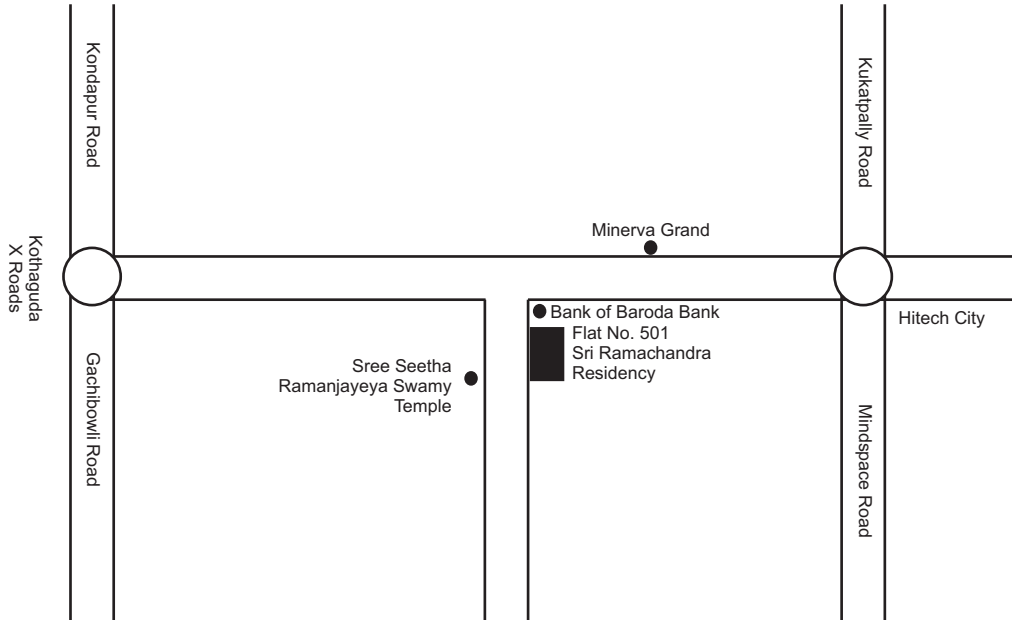 Kondapur Road
Kukatpally Road
Minerva Grand
Kothaguda
X Roads
Bank of Baroda Bank
Flat No. 501
Sri Ramachandra
Residency
Hitech City
Sree Seetha
Ramanjayeya Swamy
Temple
Gachibowli Road
Mindspace Road